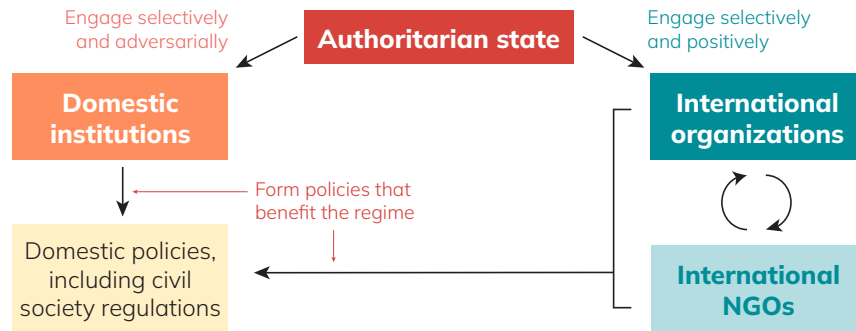 Engage selectively
and adversarially
Authoritarian state
Engage selectively
and positively
Domestic
institutions
International
organizations
Form policies that
benefit the regime
Domestic policies,
including civil
society regulations
International
NGOs